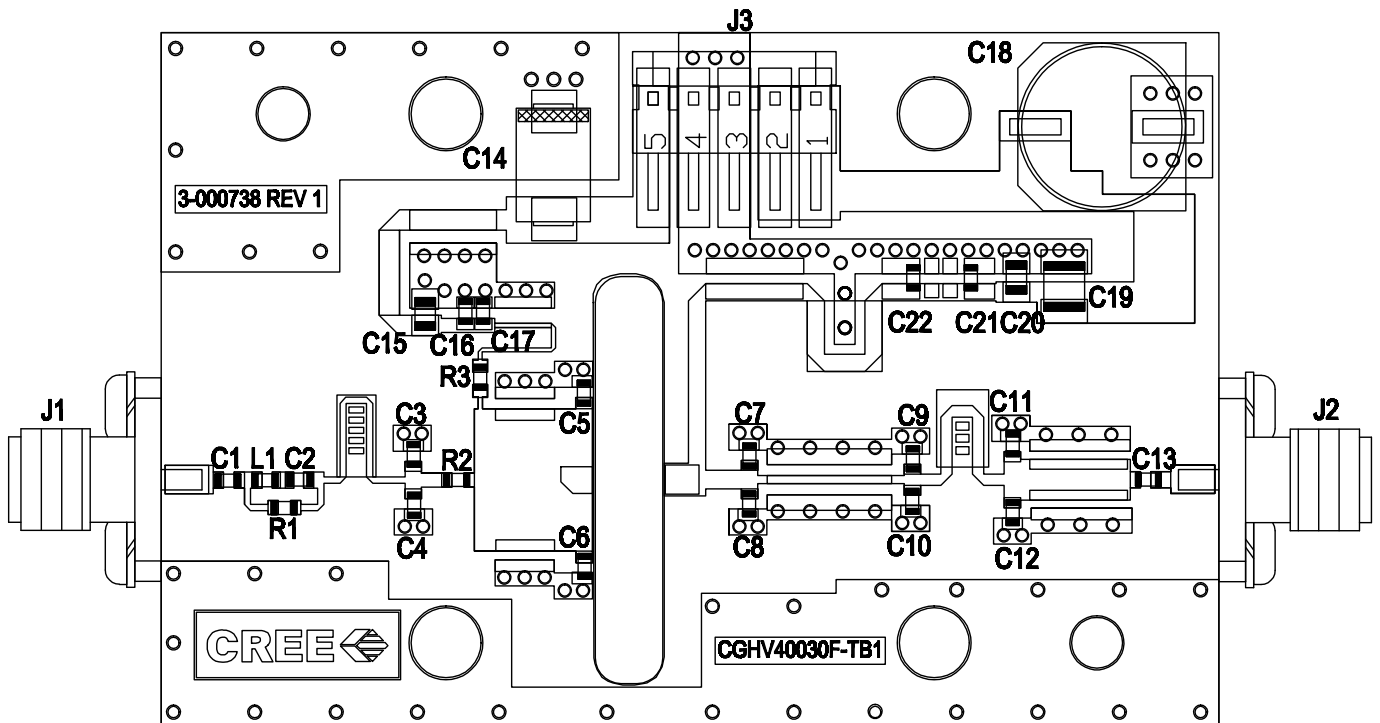 J3
C18
C14
5
4
3
2
1
3-000738 REV 1
C19
C22
C21
C20
C15
C16
C17
R3
C5
J1
C1
L1
C2
C3
R2
R1
C4
C6
C7
C9
C11
J2
C13
C8
C10
C12
CREE
CGHV40030F-TB1